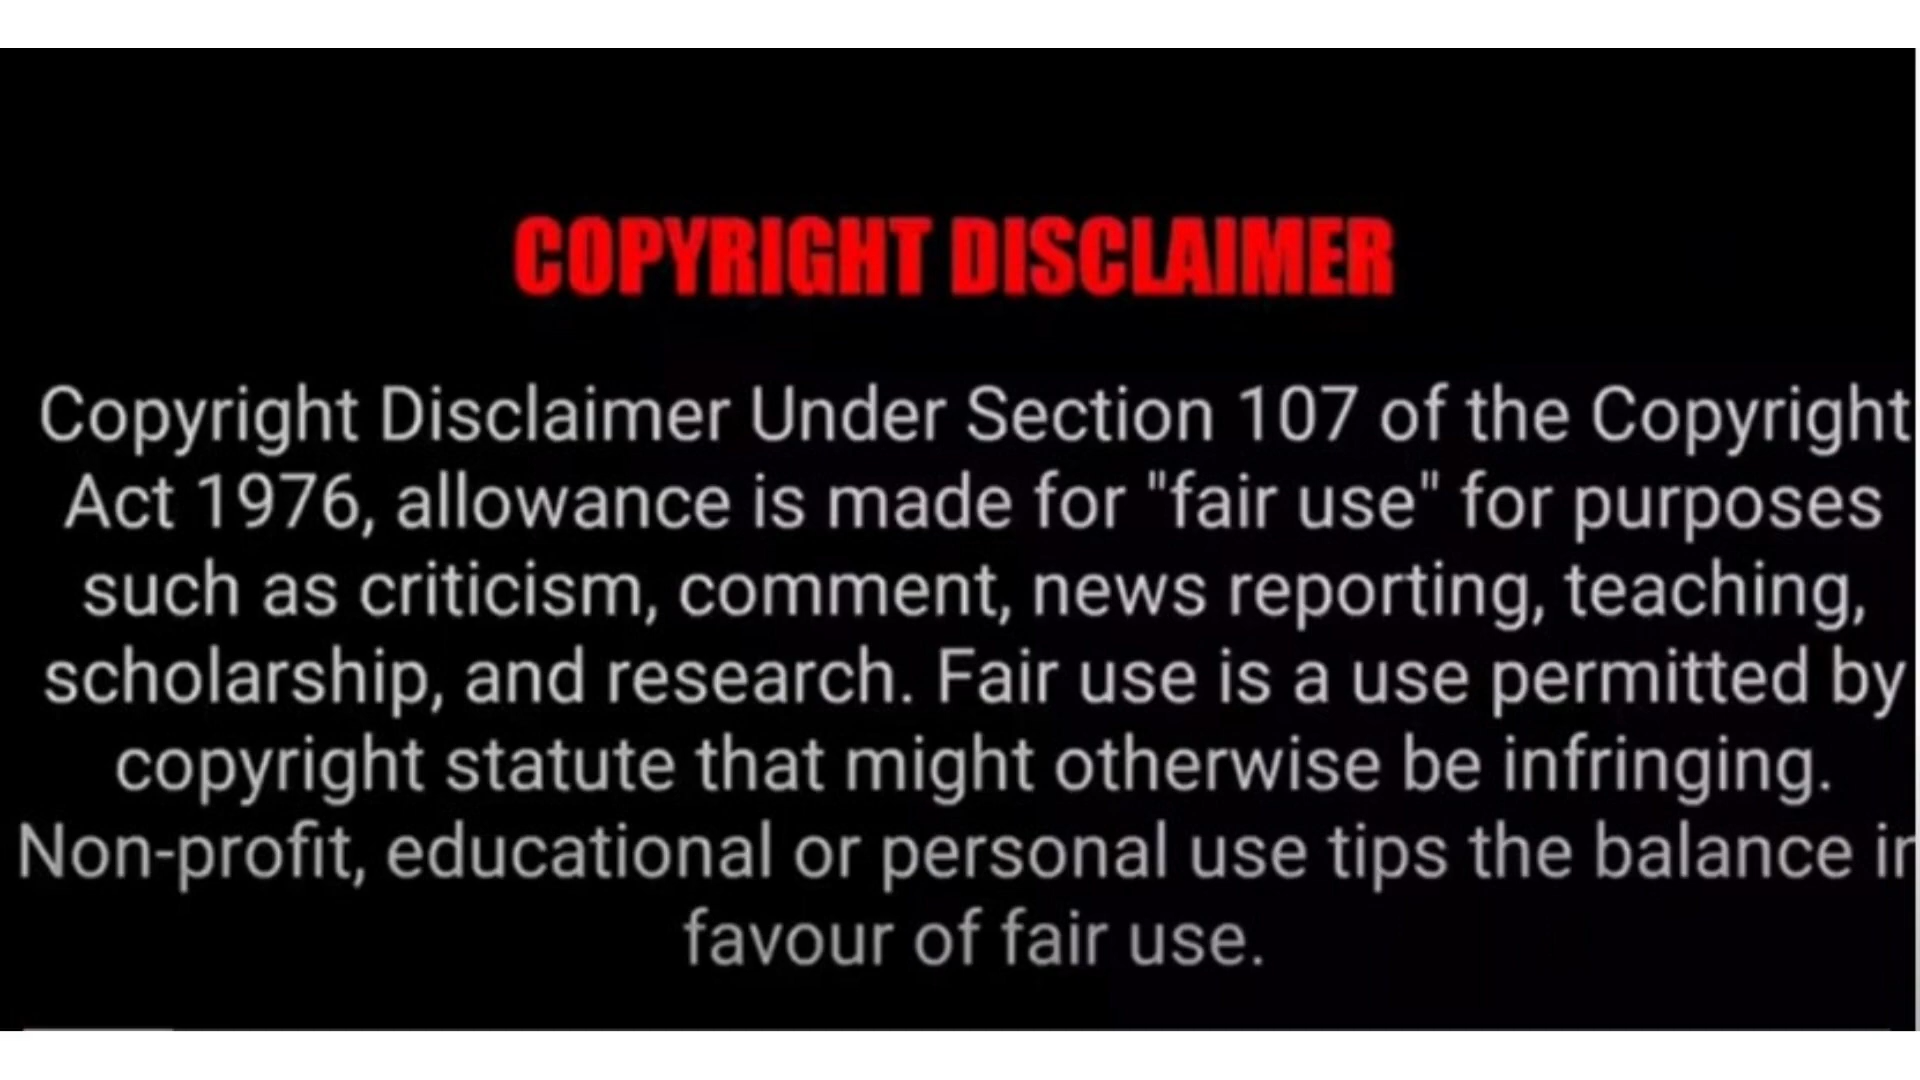 COPYRIGHT DISCLAIMER
Copyright Disclaimer Under Section 107 of the Copyright
Act 1976, allowance is made for "fair use" for purposes
such as criticism, comment, news reporting, teaching,
scholarship, and research. Fair use is a use permitted by
copyright statute that might otherwise be infringing.
Non-profit, educational or personal use tips the balance in
favour of fair use.